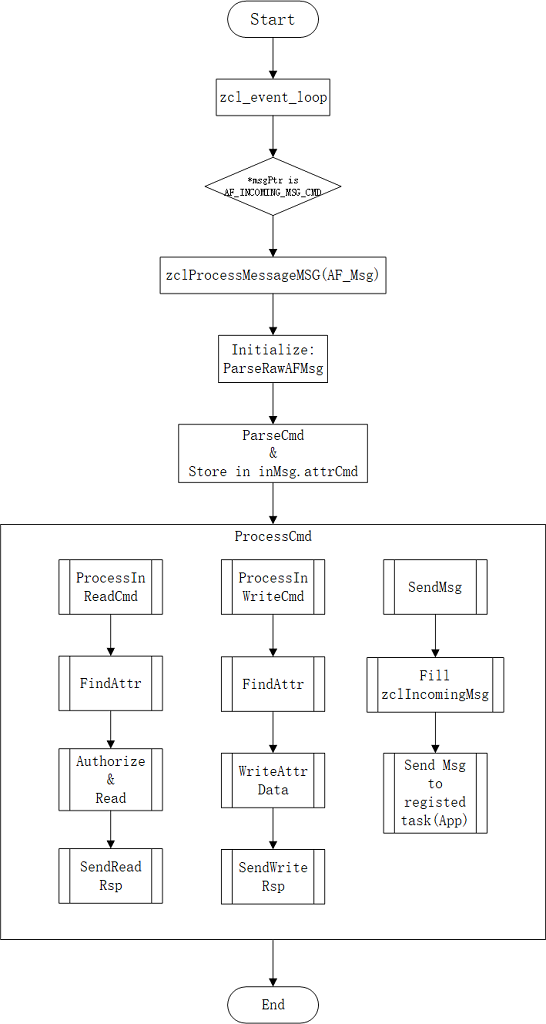 Start
zcl_event_loop
*msgPtr is
AF_INCOMING_MSG_CMD
zclProcessMessageMSG(AF_Msg)
Initialize:
ParseRawAFMsg
ParseCmd
&
Store in inMsg.attrCmd
ProcessCmd
ProcessIn
ReadCmd
FindAttr
Authorize
&
Read
SendRead
Rsp
ProcessIn
WriteCmd
FindAttr
WriteAttr
Data
SendWrite
Rsp
SendMsg
Fill
zclIncomingMsg
Send Msg
to
registed
task(App)
End